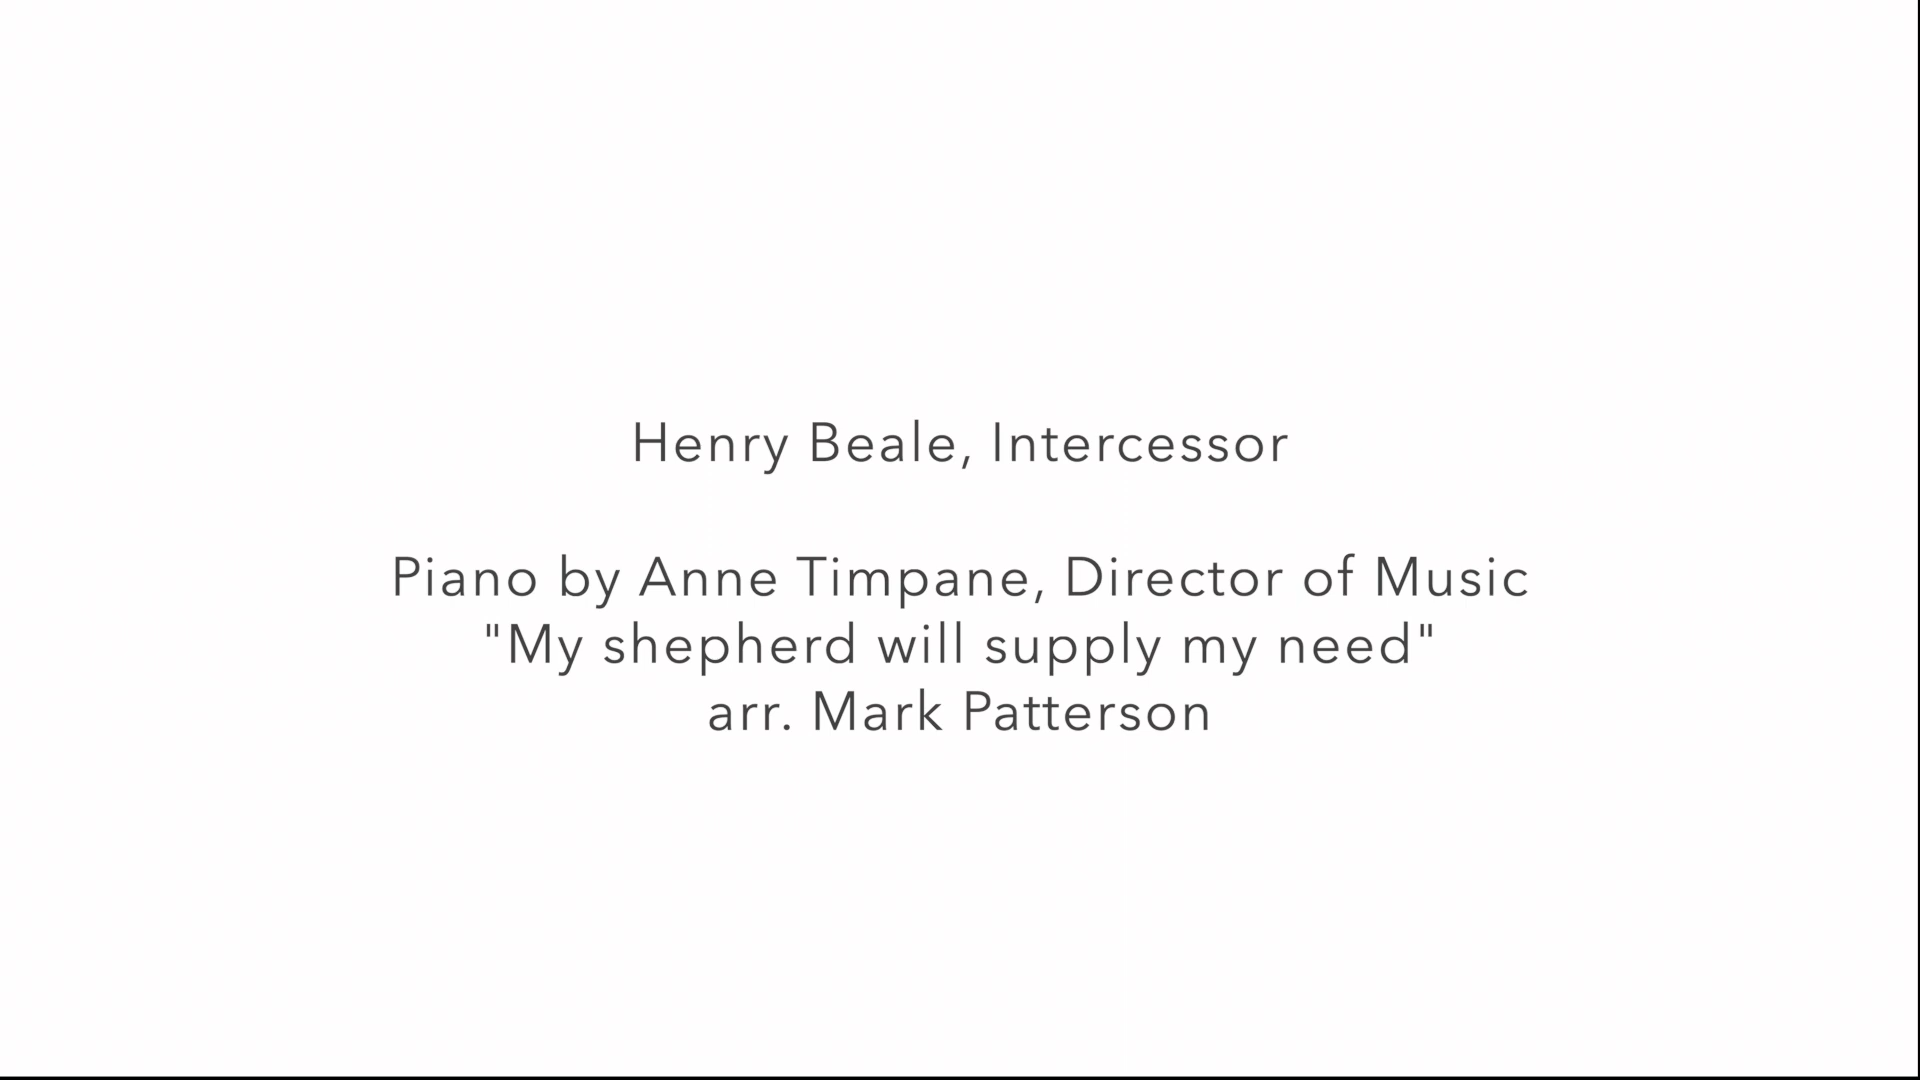 Henry Beale, Intercessor
Piano by Anne Timpane, Director of Music
"My shepherd will supply my need"
arr. Mark Patterson